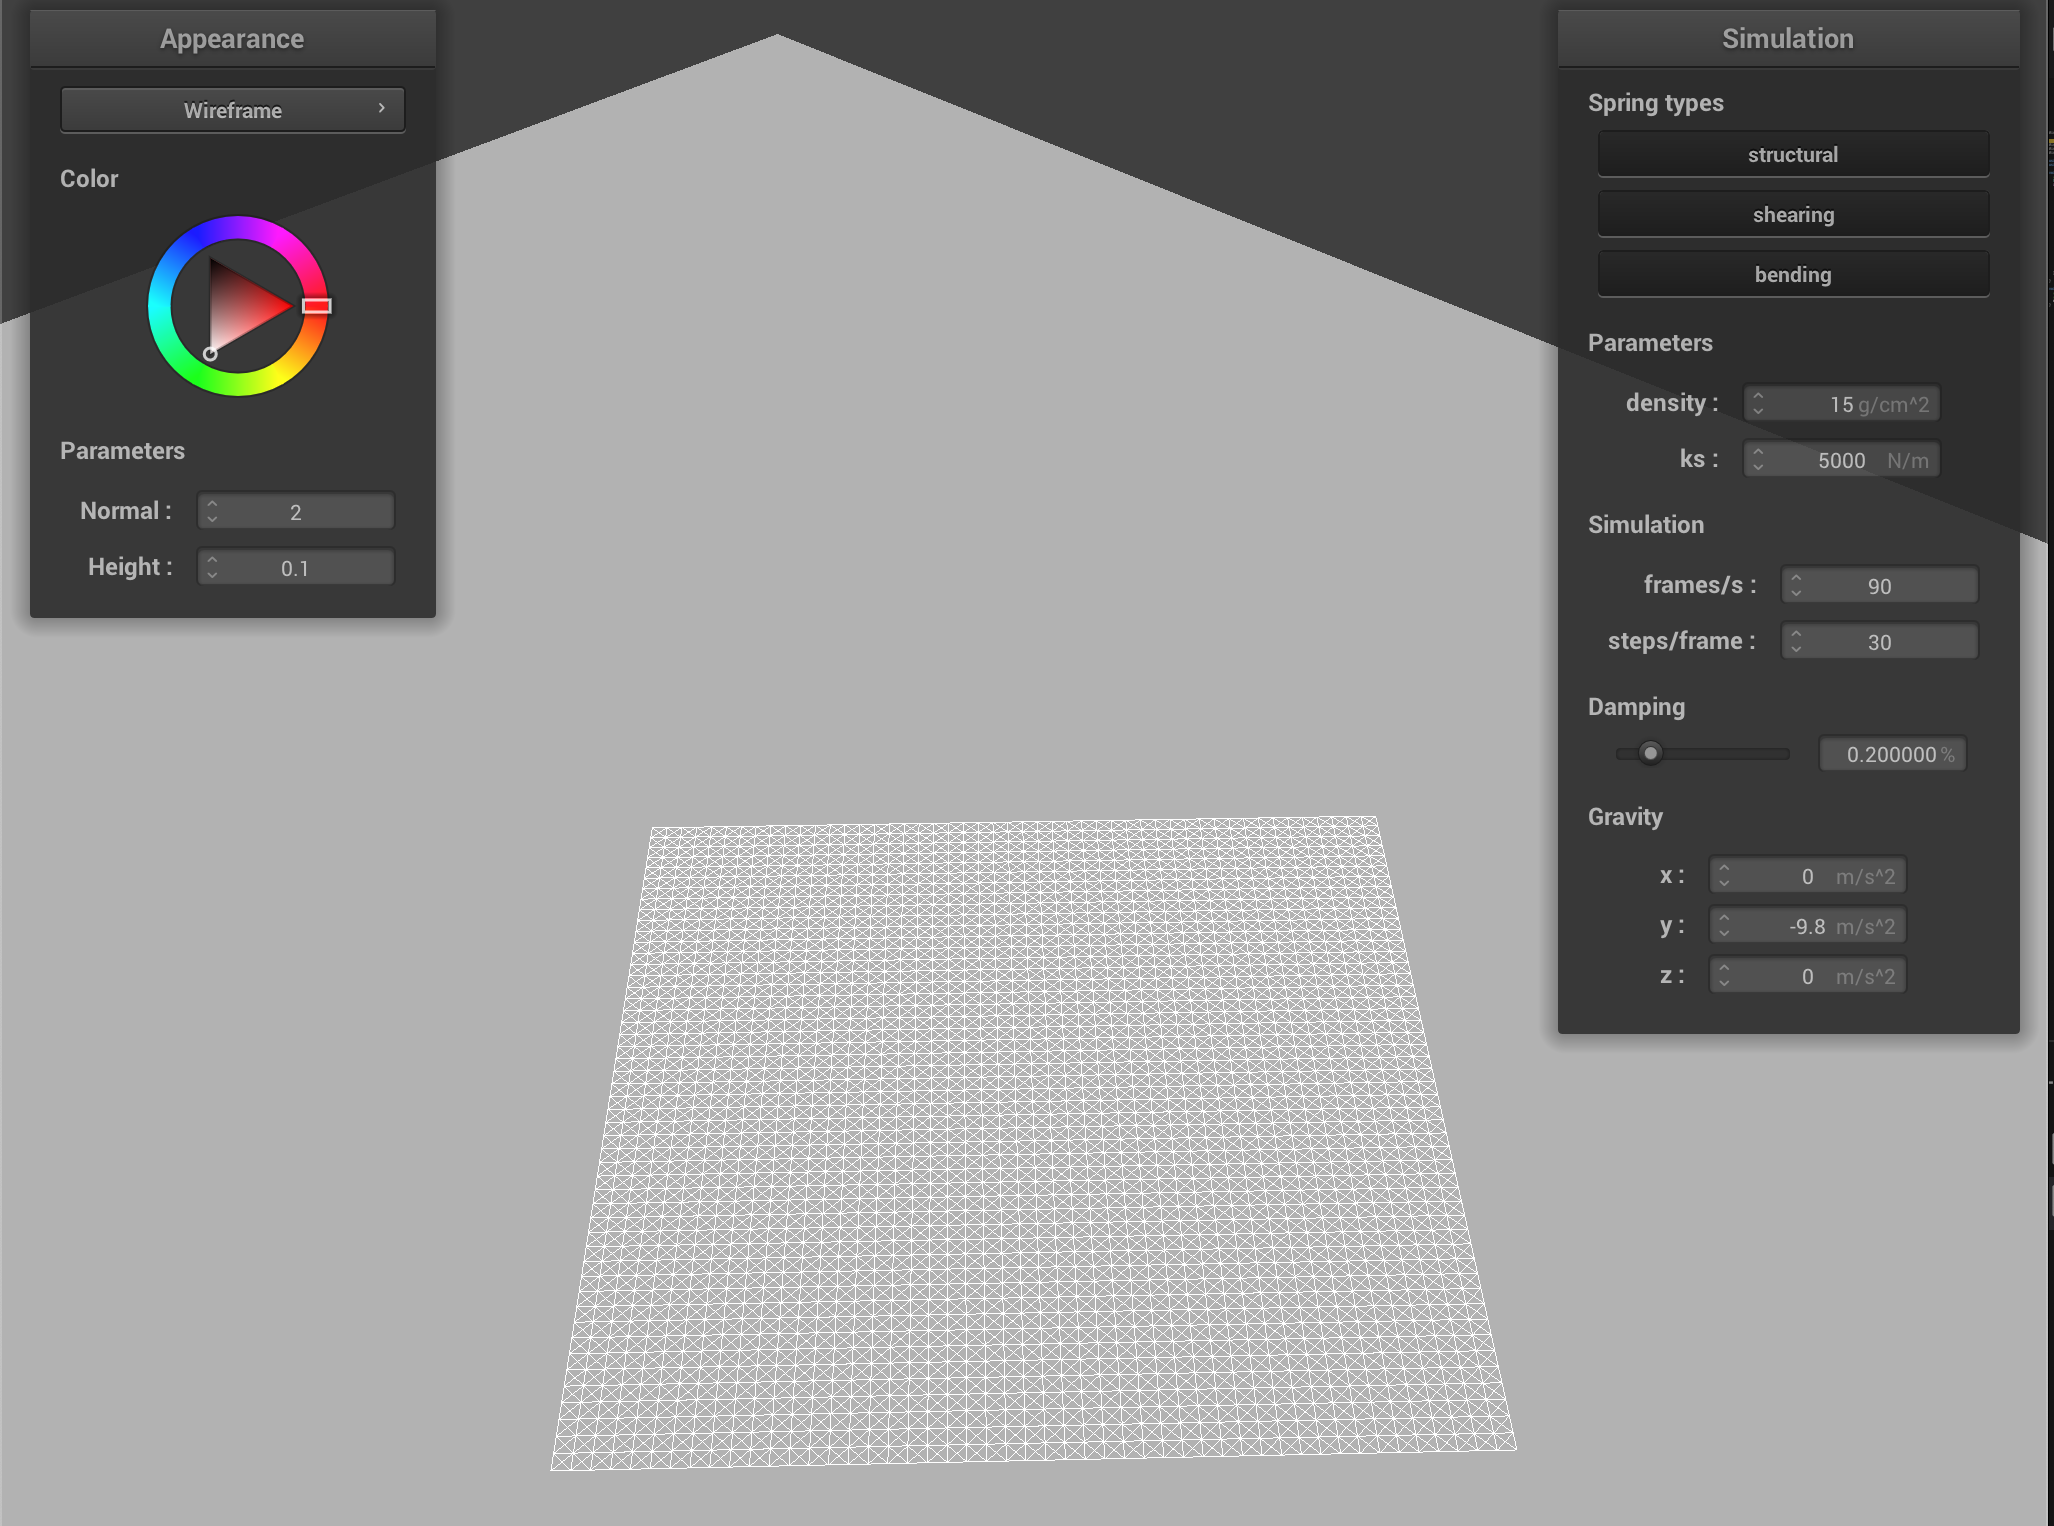 Appearance
Wireframe
Color
Parameters
Normal : 2
Height : 0.1
Simulation
Spring types
structural
shearing
bending
Parameters
density : 15 g/cm^2
ks : 5000 N/m
Simulation
frames/s : 90
steps/frame : 30
Damping
0.200000 %
Gravity
x : 0 m/s^2
y : -9.8 m/s^2
z : 0 m/s^2